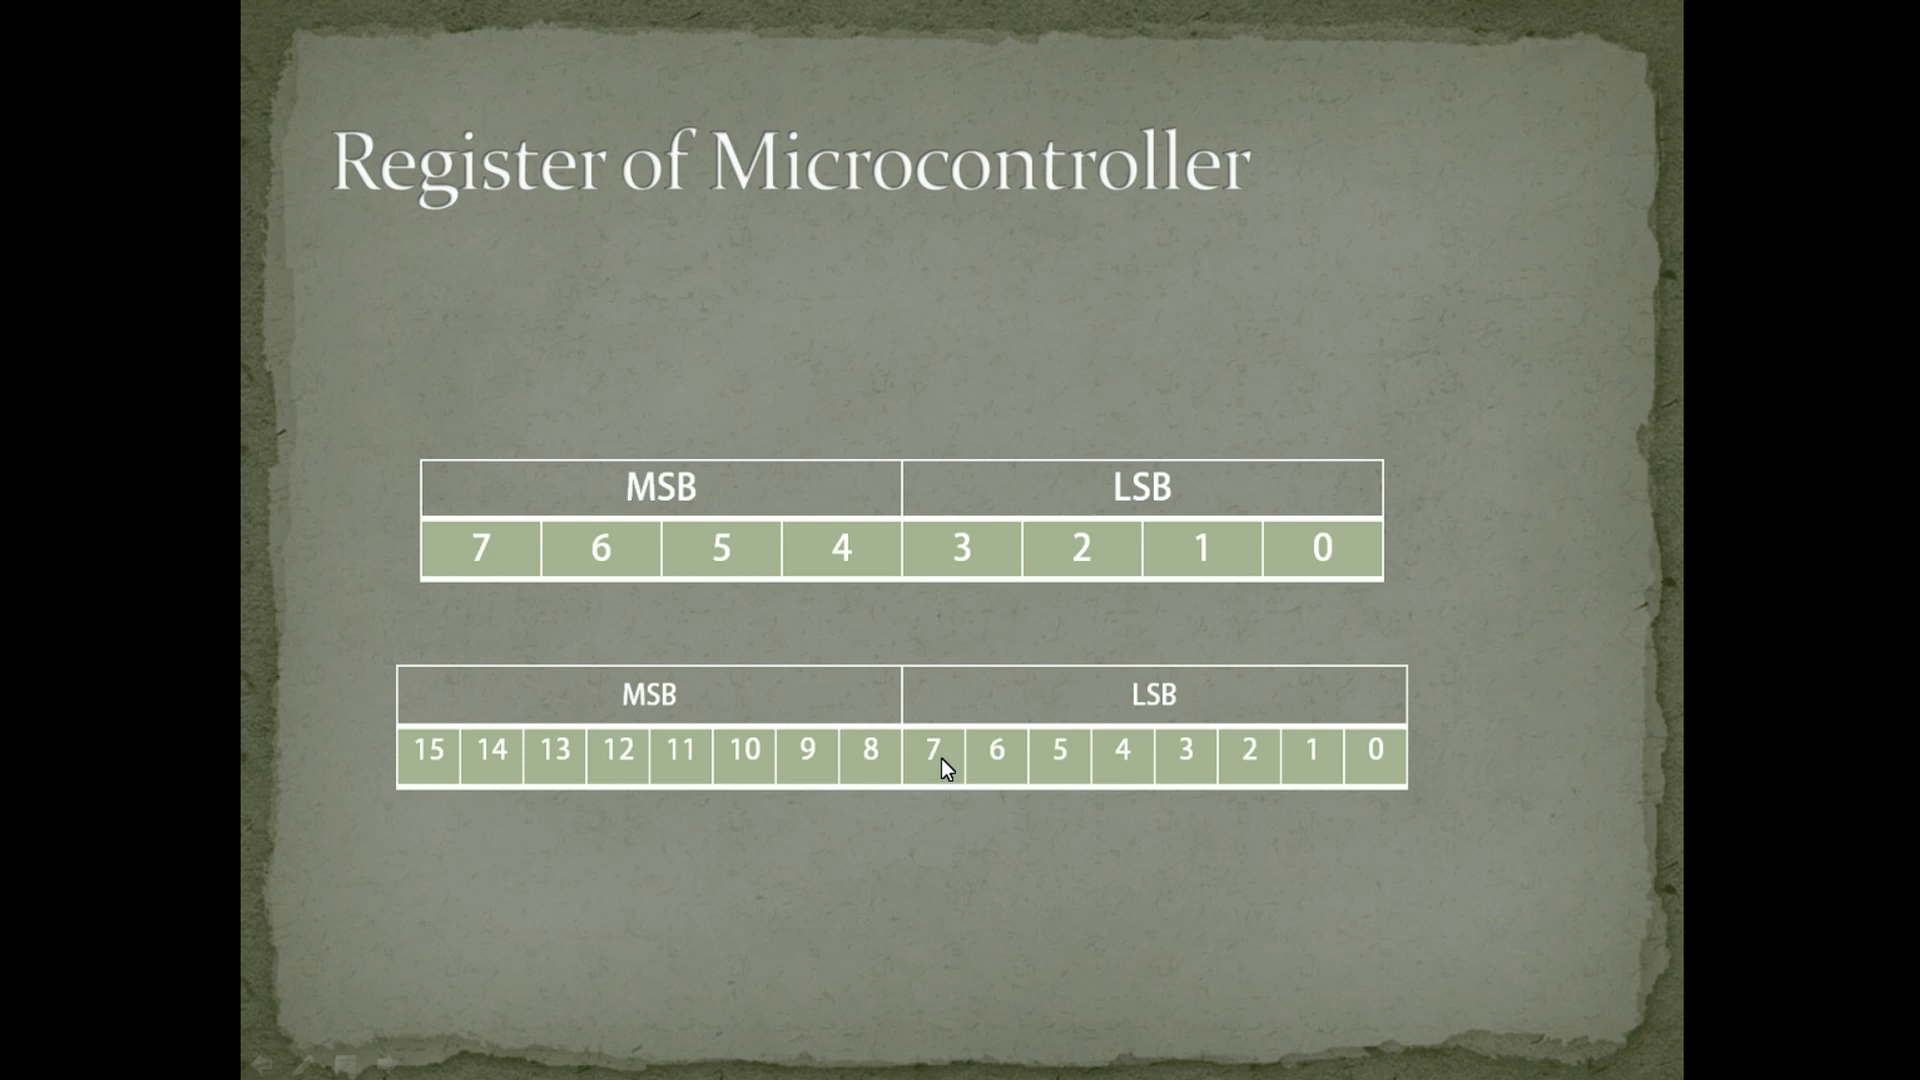 Register of Microcontroller
MSB LSB
7 6 5 4 3 2 1 0
MSB LSB
15 14 13 12 11 10 9 8 7 6 5 4 3 2 1 0